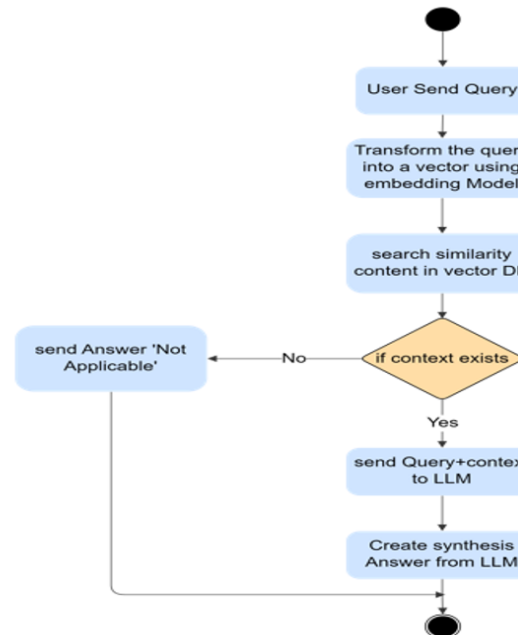 User Send Query
Transform the quer
into a vector using
embedding Model
search similarity
content in vector D
if context exists
No
send Answer 'Not
Applicable'
Yes
send Query+contex
to LLM
Create synthesis
Answer from LLM